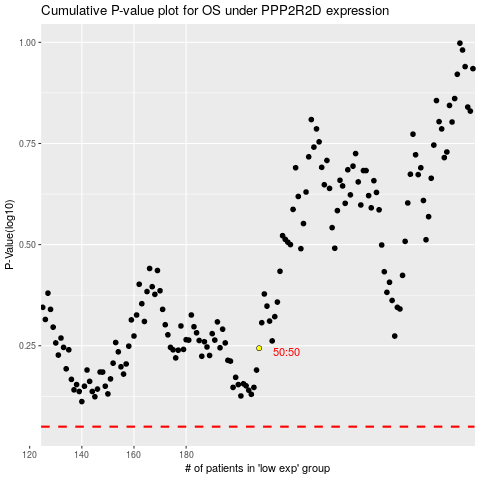 Cumulative P-value plot for OS under PPP2R2D expression
1.00
0.75
0.50
0.25
P-Value(log10)
50:50
120 140 160 180
# of patients in 'low exp' group